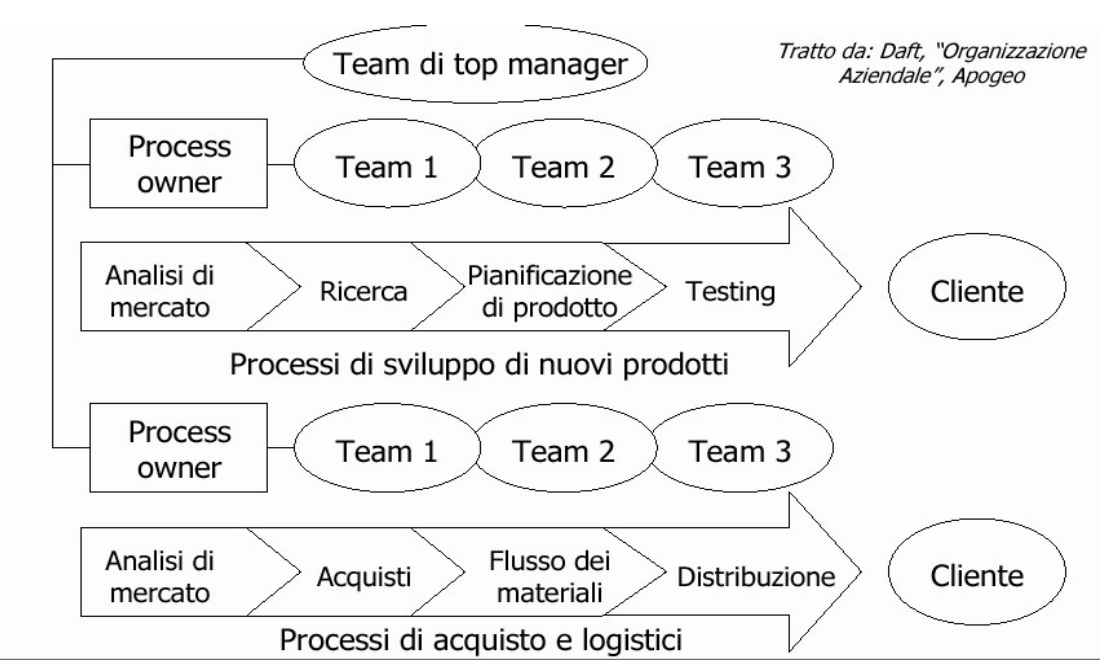 Team di top manager
Tratto da: Daft, “Organizzazione
Aziendale”, Apogeo
Process
owner
Team 1
Team 2
Team 3
Analisi di
mercato
Ricerca
Pianificazione
di prodotto
Testing
Cliente
Processi di sviluppo di nuovi prodotti
Process
owner
Team 1
Team 2
Team 3
Analisi di
mercato
Acquisti
Flusso dei
materiali
Distribuzione
Cliente
Processi di acquisto e logistici